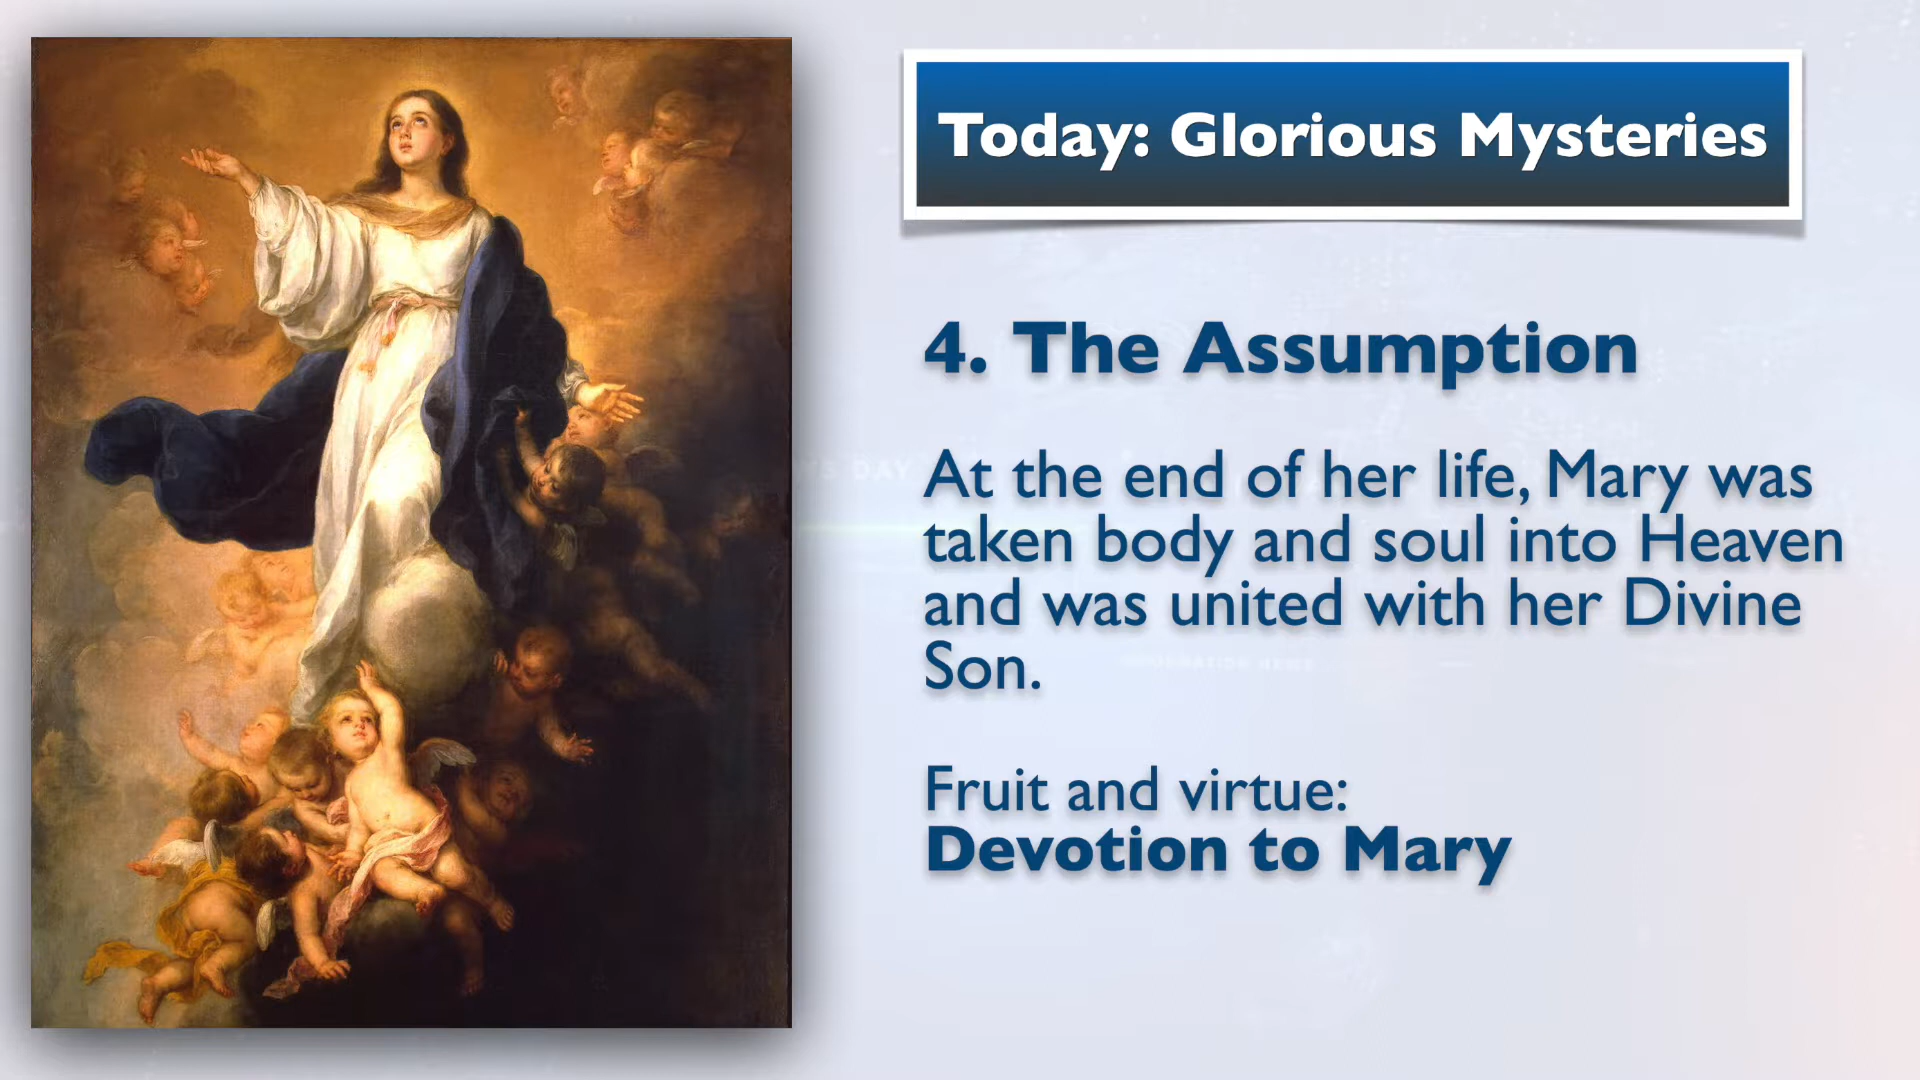 Today: Glorious Mysteries
4. The Assumption
At the end of her life, Mary was
taken body and soul into Heaven
and was united with her Divine
Son.
Fruit and virtue:
Devotion to Mary